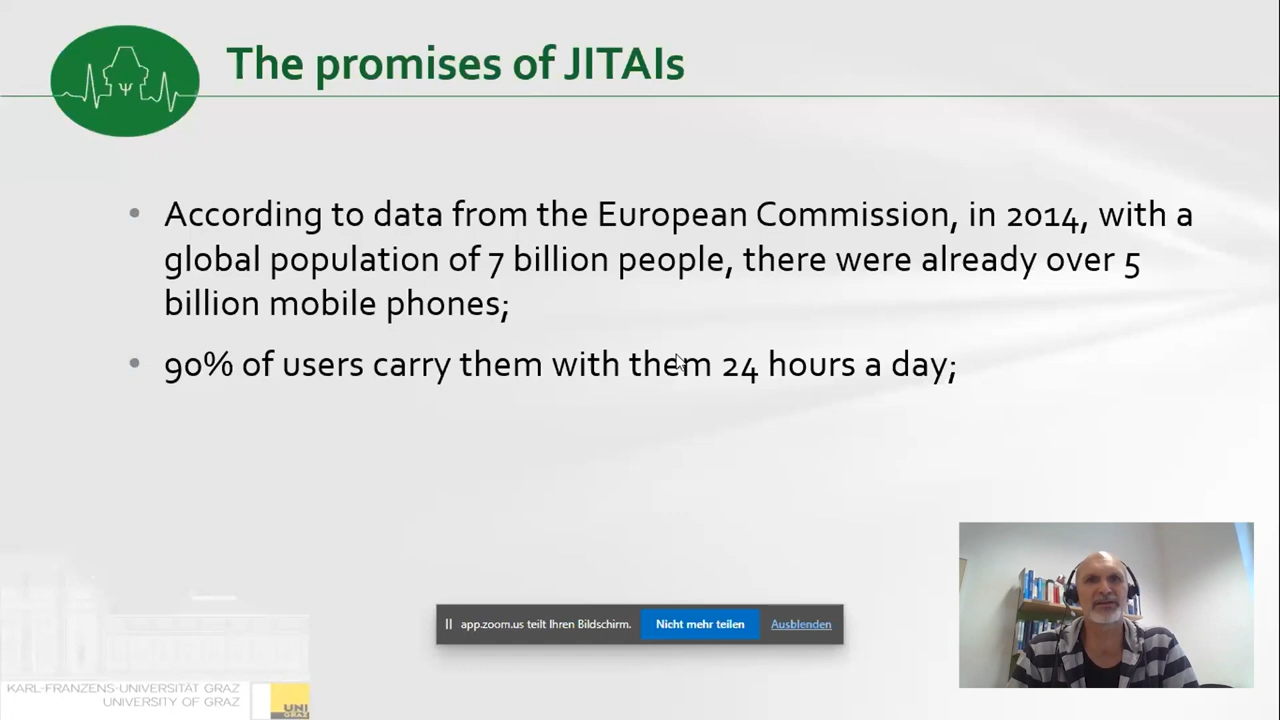 The promises of JITAIs
• According to data from the European Commission, in 2014, with a
global population of 7 billion people, there were already over 5
billion mobile phones;
• 90% of users carry them with them 24 hours a day;
app.zoom.us teilt Ihren Bildschirm. Nicht mehr teilen Ausblenden
KARL-FRANZENS-UNIVERSITÄT GRAZ
UNIVERSITY OF GRAZ
UNI
GRAZ